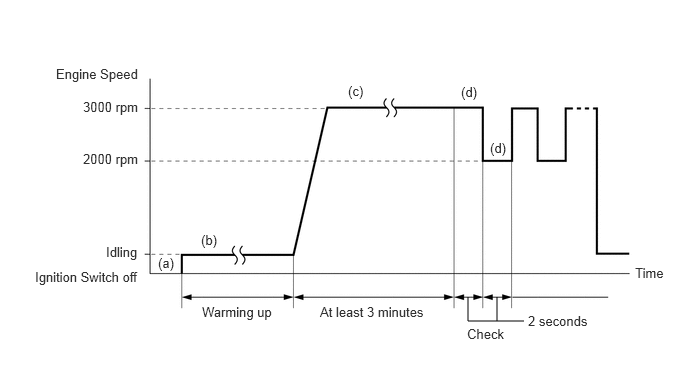 Engine Speed
3000 rpm
(c)
(d)
2000 rpm
(d)
Idling
(b)
(a)
Ignition Switch off
Time
Warming up
At least 3 minutes
2 seconds
Check